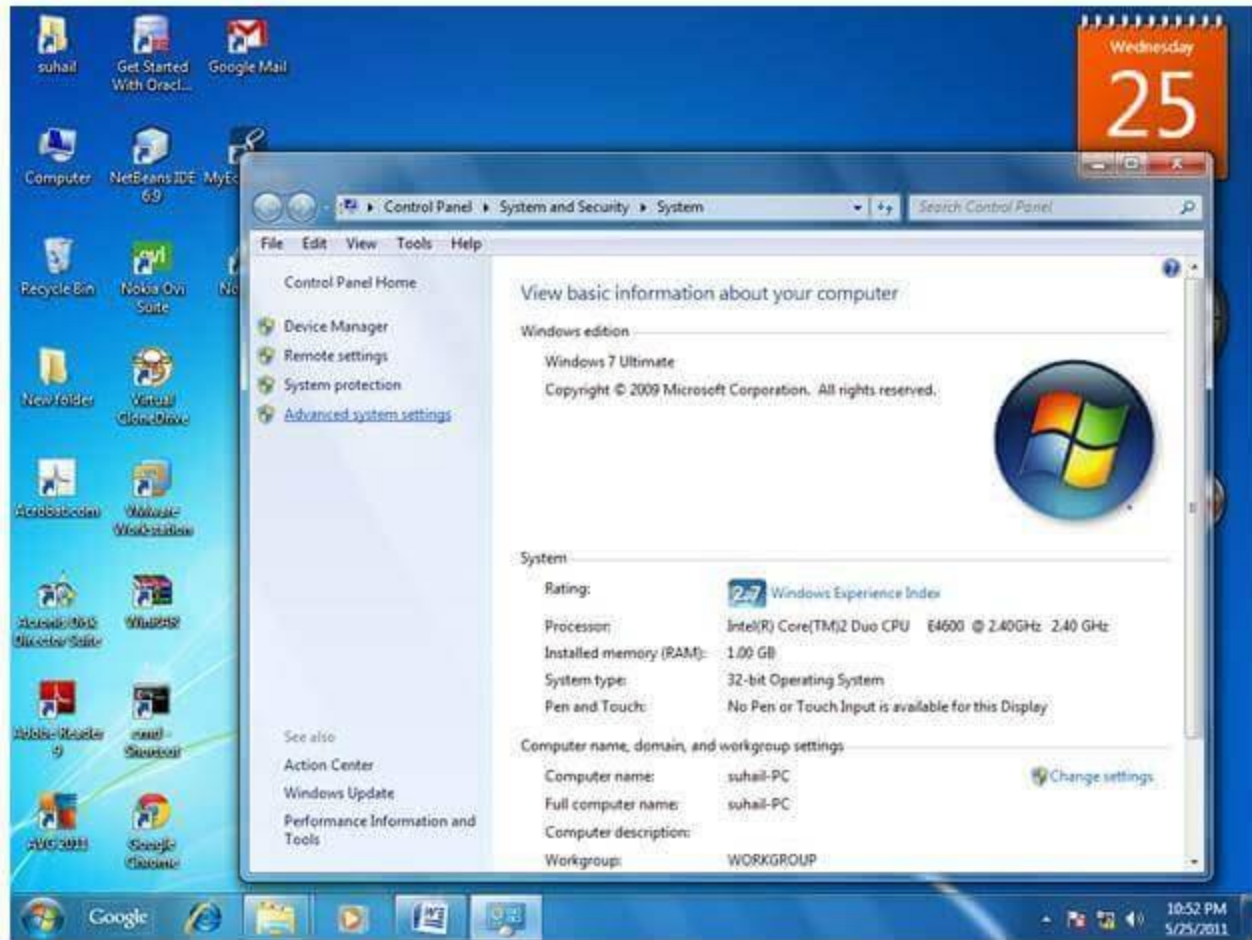 suhail
Get Started With Oracl...
Google Mail
Wednesday
25
Computer
NetBeans IDE 6.9
MyEc
Control Panel ▸ System and Security ▸ System
Search Control Panel
File Edit View Tools Help
Recycle Bin
Nokia Ovi Suite
No
Control Panel Home
Device Manager
Remote settings
System protection
Advanced system settings
View basic information about your computer
Windows edition
Windows 7 Ultimate
Copyright © 2009 Microsoft Corporation. All rights reserved.
New folder
Virtual CloneDrive
Acrobat.com
VMware Workstation
Acronis Disk Director Suite
WinRAR
Adobe Reader 9
cmd - Shortcut
AVG 2011
Google Chrome
System
Rating: 2.7 Windows Experience Index
Processor: Intel(R) Core(TM)2 Duo CPU E4600 @ 2.40GHz 2.40 GHz
Installed memory (RAM): 1.00 GB
System type: 32-bit Operating System
Pen and Touch: No Pen or Touch Input is available for this Display
Computer name, domain, and workgroup settings
Computer name: suhail-PC
Change settings
Full computer name: suhail-PC
Computer description:
Workgroup: WORKGROUP
See also
Action Center
Windows Update
Performance Information and Tools
Google
10:52 PM
5/25/2011